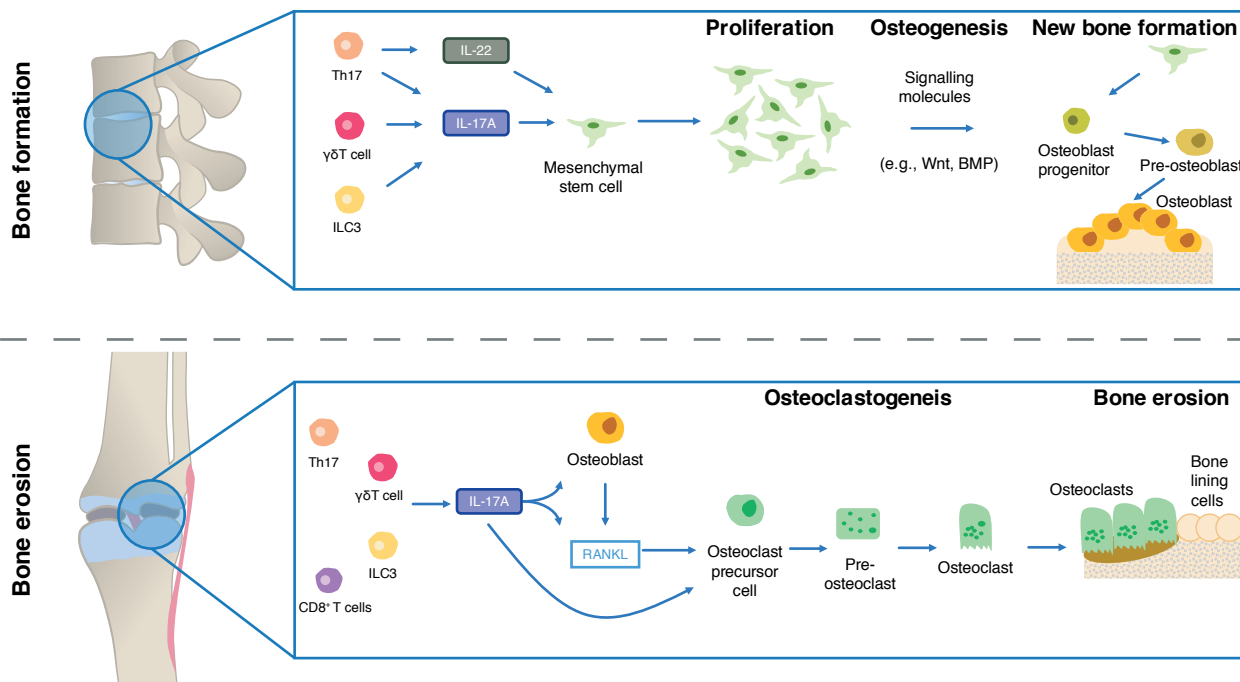 Bone formation
Th17
γδT cell
ILC3
IL-22
IL-17A
Mesenchymal
stem cell
Proliferation
Osteogenesis
Signalling
molecules
(e.g., Wnt, BMP)
New bone formation
Osteoblast
progenitor
Pre-osteoblast
Osteoblast
Bone erosion
Th17
γδT cell
ILC3
CD8⁺ T cells
IL-17A
Osteoblast
RANKL
Osteoclastogeneis
Osteoclast
precursor
cell
Pre-
osteoclast
Osteoclast
Bone erosion
Osteoclasts
Bone
lining
cells